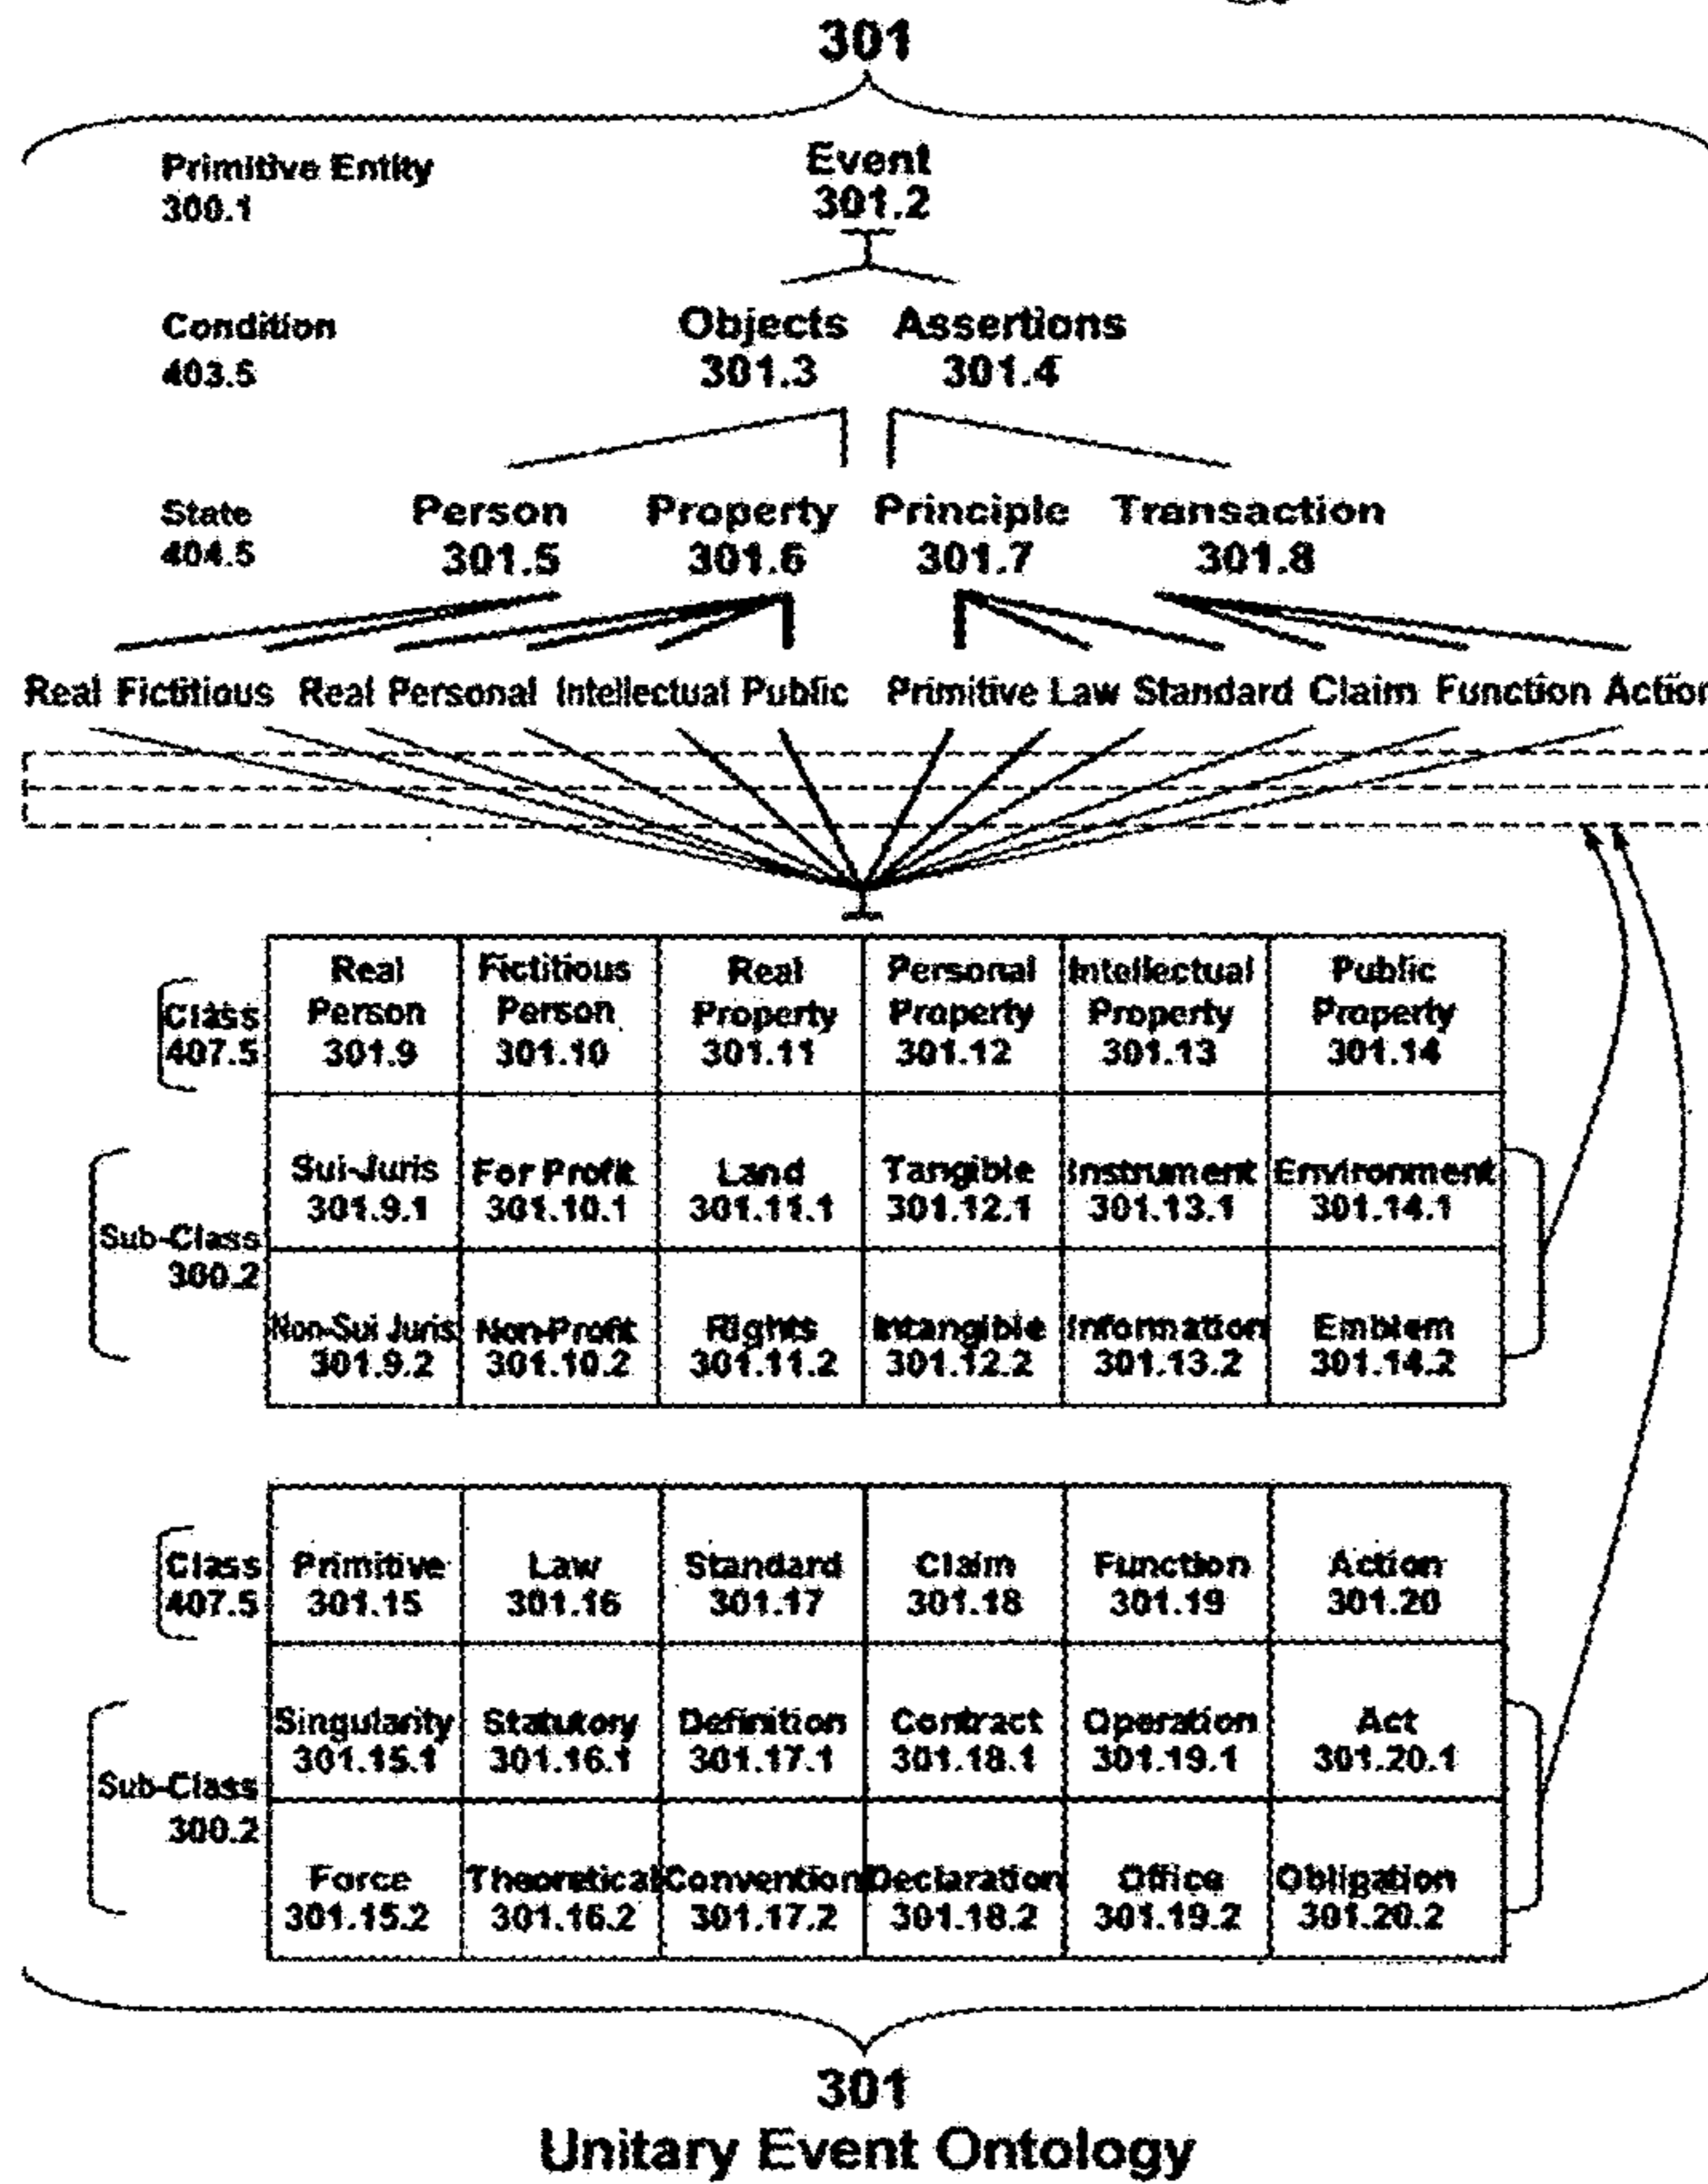 301
Primitive Entity
300.1
Event
301.2
Condition
403.5
Objects Assertions
301.3 301.4
State
404.5
Person Property Principle Transaction
301.5 301.6 301.7 301.8
Real Fictitious Real Personal Intellectual Public Primitive Law Standard Claim Function Action
Class
407.5
Real Person 301.9
Fictitious Person 301.10
Real Property 301.11
Personal Property 301.12
Intellectual Property 301.13
Public Property 301.14
Sub-Class
300.2
Sui-Juris For Profit Land Tangible Instrument Environment
301.9.1 301.10.1 301.11.1 301.12.1 301.13.1 301.14.1
Non-Sui Juris Non-Profit Rights Intangible Information Emblem
301.9.2 301.10.2 301.11.2 301.12.2 301.13.2 301.14.2
Class
407.5
Primitive Law Standard Claim Function Action
301.15 301.16 301.17 301.18 301.19 301.20
Sub-Class
300.2
Singularity Statutory Definition Contract Operation Act
301.15.1 301.16.1 301.17.1 301.18.1 301.19.1 301.20.1
Force Theoretical Convention Declaration Office Obligation
301.15.2 301.16.2 301.17.2 301.18.2 301.19.2 301.20.2
301
Unitary Event Ontology